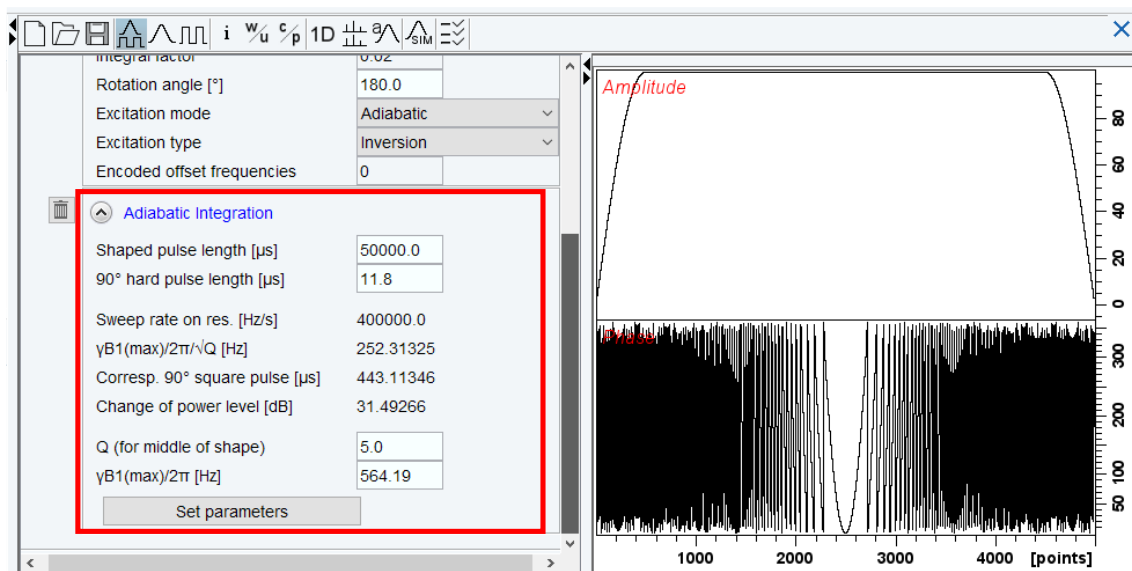 i w/u c/p 1D a SIM
Integral factor 0.02
Rotation angle [°] 180.0
Excitation mode Adiabatic
Excitation type Inversion
Encoded offset frequencies 0
Adiabatic Integration
Shaped pulse length [µs] 50000.0
90° hard pulse length [µs] 11.8
Sweep rate on res. [Hz/s] 400000.0
γB1(max)/2π/√Q [Hz] 252.31325
Corresp. 90° square pulse [µs] 443.11346
Change of power level [dB] 31.49266
Q (for middle of shape) 5.0
γB1(max)/2π [Hz] 564.19
Set parameters
Amplitude
80
60
40
20
0
Phase
300
200
100
50
1000 2000 3000 4000 [points]